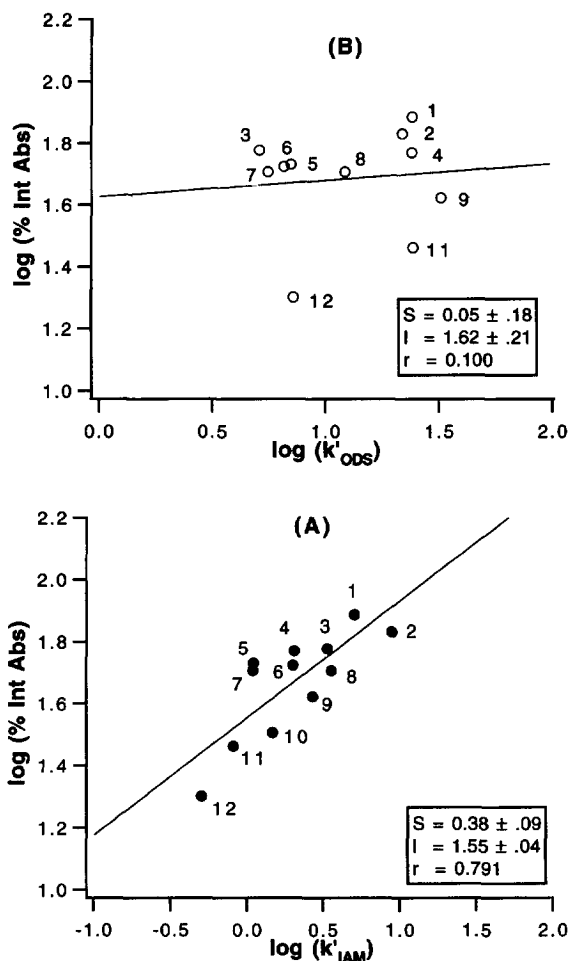 (B)
log (% Int Abs)
2.2
2.0
1.8
1.6
1.4
1.2
1.0
1
2
3
6
4
5
8
7
9
11
12
S = 0.05 ± .18
I = 1.62 ± .21
r = 0.100
0.0 0.5 1.0 1.5 2.0
log (k'ODS)
(A)
log (% Int Abs)
2.2
2.0
1.8
1.6
1.4
1.2
1.0
1
2
3
4
5
6
7
8
9
10
11
12
S = 0.38 ± .09
I = 1.55 ± .04
r = 0.791
-1.0 -0.5 0.0 0.5 1.0 1.5 2.0
log (k'IAM)